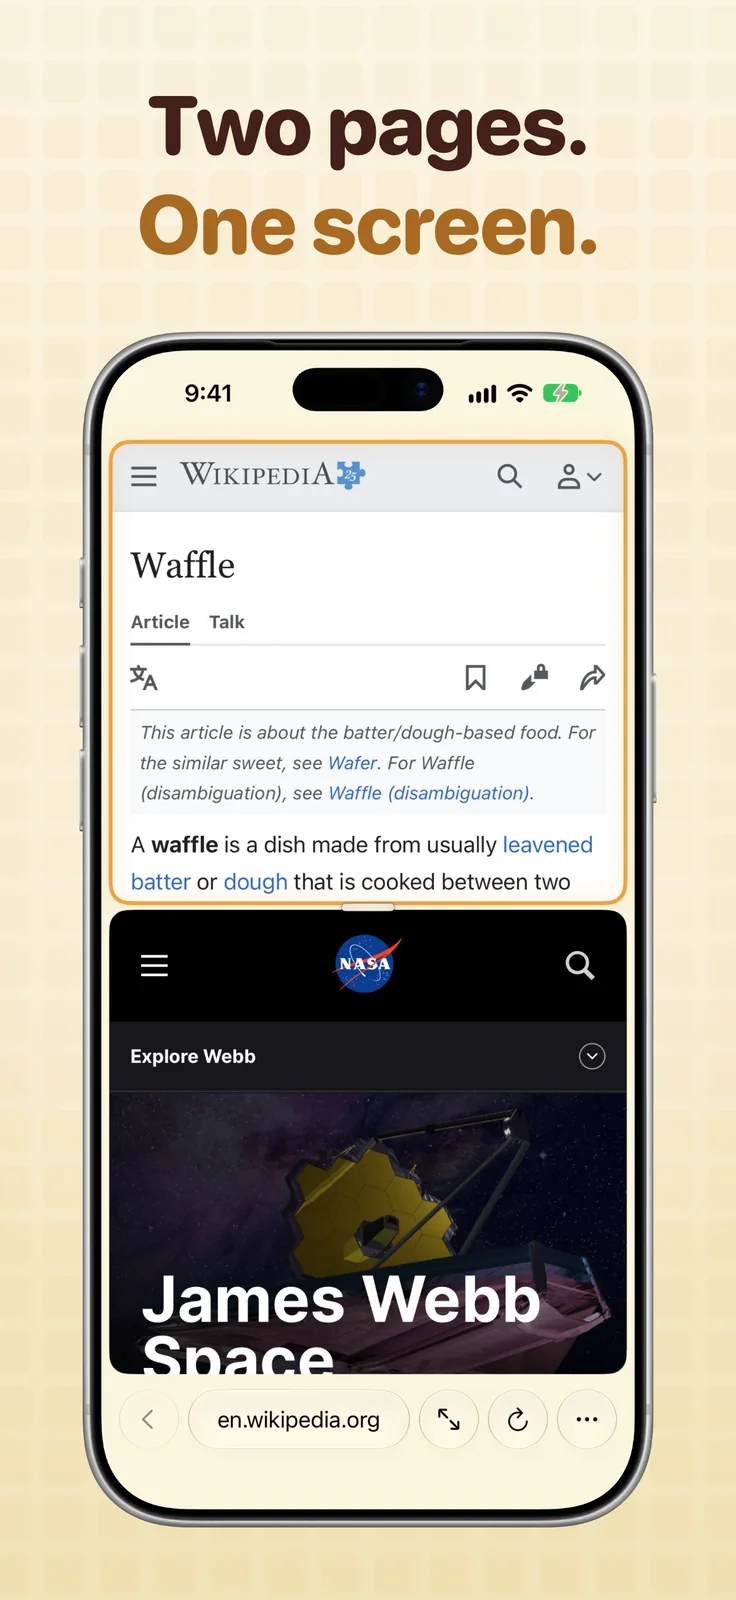 Two pages.
One screen.
9:41
WIKIPEDIA 25
Waffle
Article Talk
This article is about the batter/dough-based food. For
the similar sweet, see Wafer. For Waffle
(disambiguation), see Waffle (disambiguation).
A waffle is a dish made from usually leavened
batter or dough that is cooked between two
NASA
Explore Webb
James Webb
Space
en.wikipedia.org